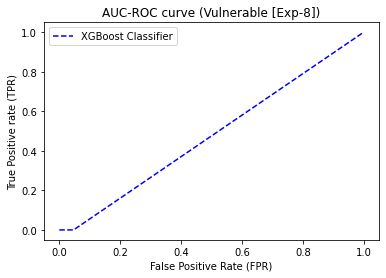 AUC-ROC curve (Vulnerable [Exp-8])
XGBoost Classifier
True Positive rate (TPR)
1.0
0.8
0.6
0.4
0.2
0.0
0.0 0.2 0.4 0.6 0.8 1.0
False Positive Rate (FPR)